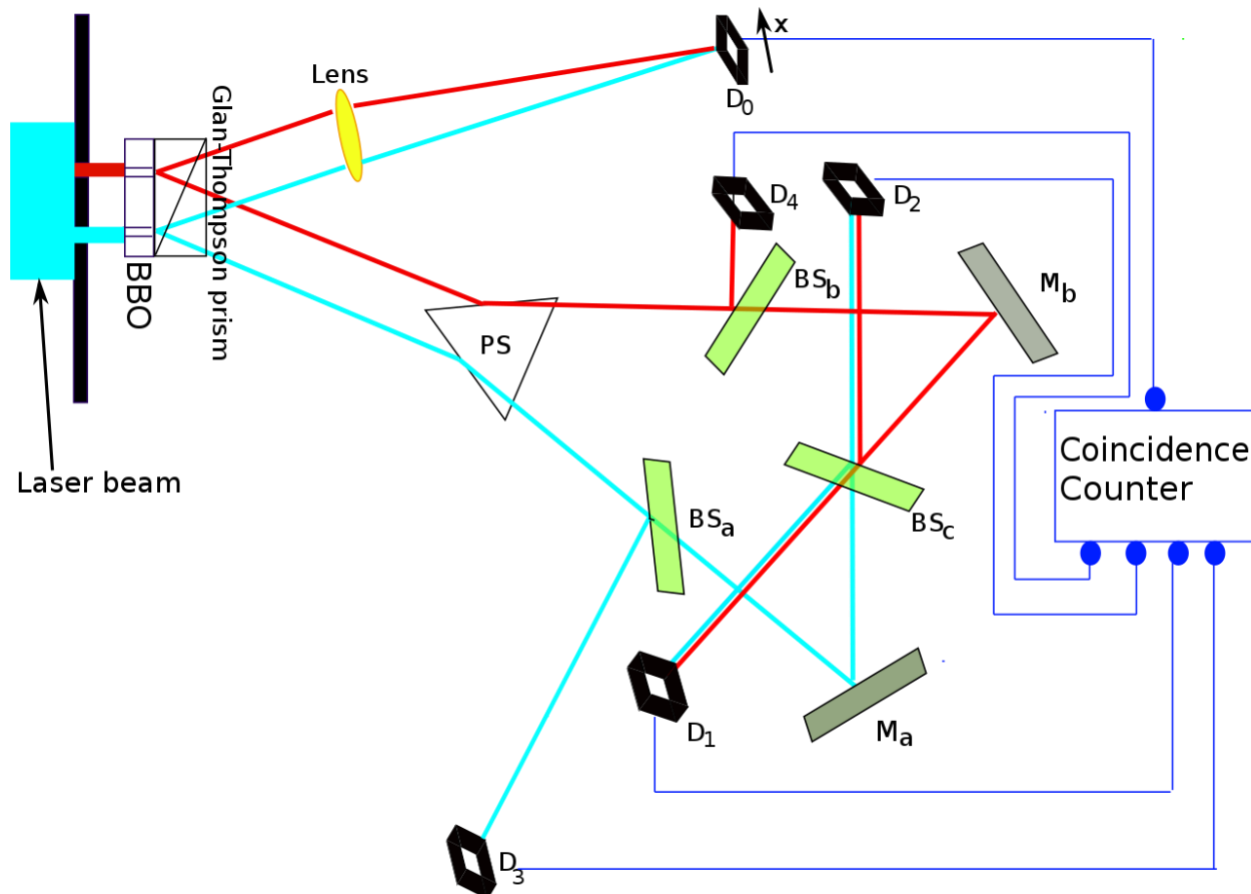 Lens
x
D0
Glan-Thompson prism
D4
D2
BSb
Mb
BBO
PS
Laser beam
BSa
BSc
Coincidence
Counter
D1
Ma
D3